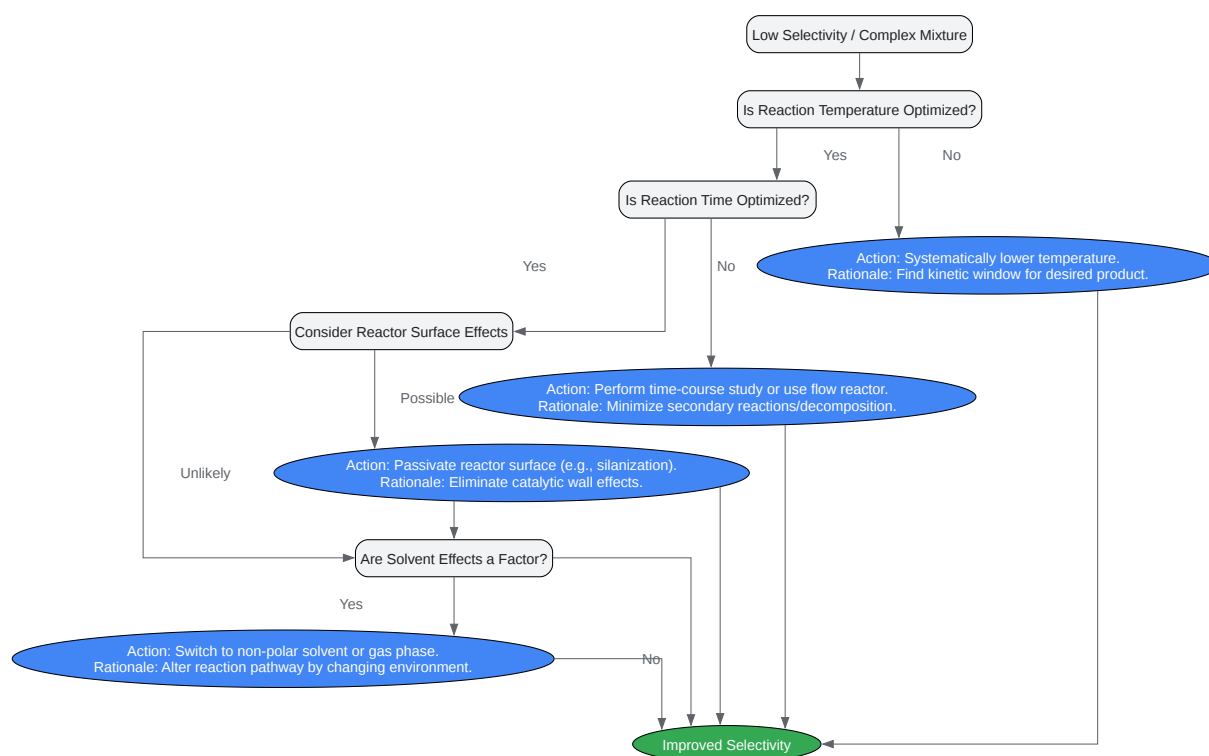 Low Selectivity / Complex Mixture
Is Reaction Temperature Optimized?
Yes
No
Is Reaction Time Optimized?
Action: Systematically lower temperature.
Rationale: Find kinetic window for desired product.
Yes
No
Consider Reactor Surface Effects
Action: Perform time-course study or use flow reactor.
Rationale: Minimize secondary reactions/decomposition.
Possible
Action: Passivate reactor surface (e.g., silanization).
Rationale: Eliminate catalytic wall effects.
Unlikely
Are Solvent Effects a Factor?
Yes
Action: Switch to non-polar solvent or gas phase.
Rationale: Alter reaction pathway by changing environment.
No
Improved Selectivity